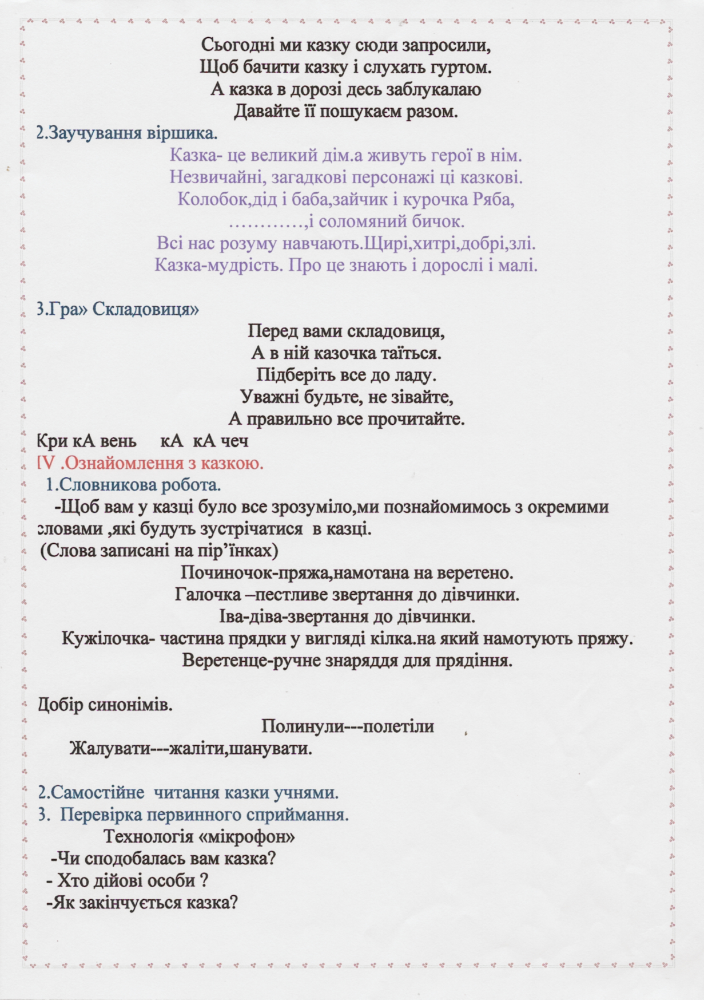 Сьогодні ми казку сюди запросили,
Щоб бачити казку і слухать гуртом.
А казка в дорозі десь заблукалаю
Давайте її пошукаєм разом.
2.Заучування віршика.
Казка- це великий дім.а живуть герої в нім.
Незвичайні, загадкові персонажі ці казкові.
Колобок,дід і баба,зайчик і курочка Ряба,
…………,і соломяний бичок.
Всі нас розуму навчають.Щирі,хитрі,добрі,злі.
Казка-мудрість. Про це знають і дорослі і малі.
3.Гра» Складовиця»
Перед вами складовиця,
А в ній казочка таїться.
Підберіть все до ладу.
Уважні будьте, не зівайте,
А правильно все прочитайте.
Кри кА вень кА кА чеч
IV .Ознайомлення з казкою.
1.Словникова робота.
-Щоб вам у казці було все зрозуміло,ми познайомимось з окремими
словами ,які будуть зустрічатися в казці.
(Слова записані на пір’їнках)
Починочок-пряжа,намотана на веретено.
Галочка –пестливе звертання до дівчинки.
Іва-діва-звертання до дівчинки.
Кужілочка- частина прядки у вигляді кілка.на який намотують пряжу.
Веретенце-ручне знаряддя для прядіння.
Добір синонімів.
Полинули---полетіли
Жалувати---жаліти,шанувати.
2.Самостійне читання казки учнями.
3. Перевірка первинного сприймання.
Технологія «мікрофон»
-Чи сподобалась вам казка?
- Хто дійові особи ?
-Як закінчується казка?